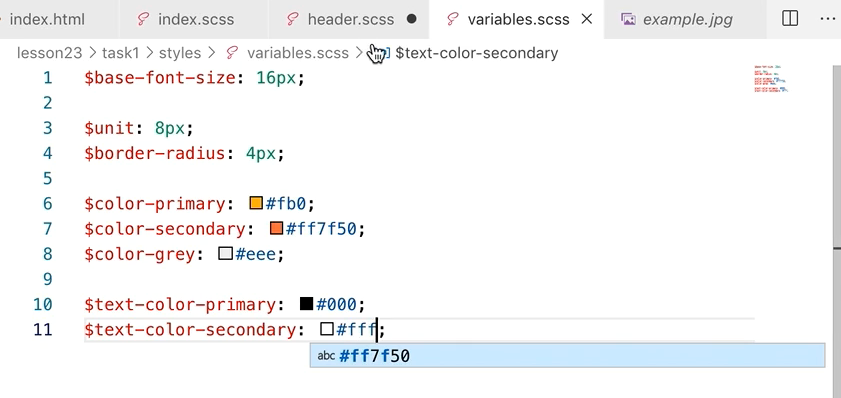 index.html index.scss header.scss variables.scss example.jpg
lesson23 > task1 > styles > variables.scss > $text-color-secondary
1 $base-font-size: 16px;
2
3 $unit: 8px;
4 $border-radius: 4px;
5
6 $color-primary: #fb0;
7 $color-secondary: #ff7f50;
8 $color-grey: #eee;
9
10 $text-color-primary: #000;
11 $text-color-secondary: #fff;
abc #ff7f50